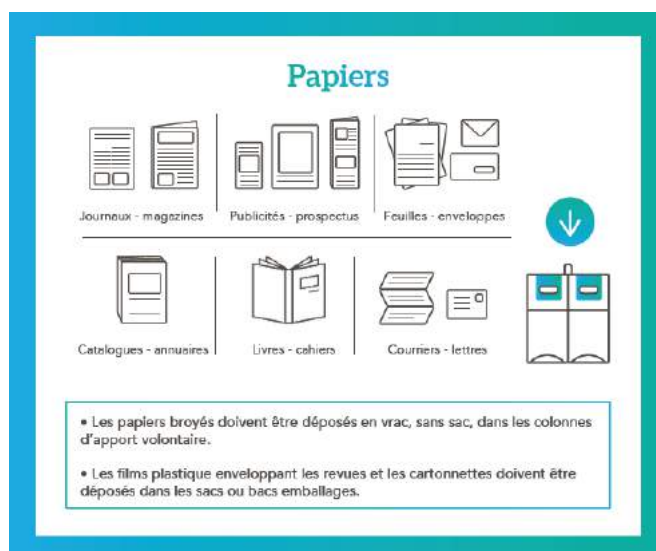 Papiers
Journaux - magazines
Publicités - prospectus
Feuilles - enveloppes
Catalogues - annuaires
Livres - cahiers
Courriers - lettres
• Les papiers broyés doivent être déposés en vrac, sans sac, dans les colonnes
d'apport volontaire.
• Les films plastique enveloppant les revues et les cartonnettes doivent être
déposés dans les sacs ou bacs emballages.